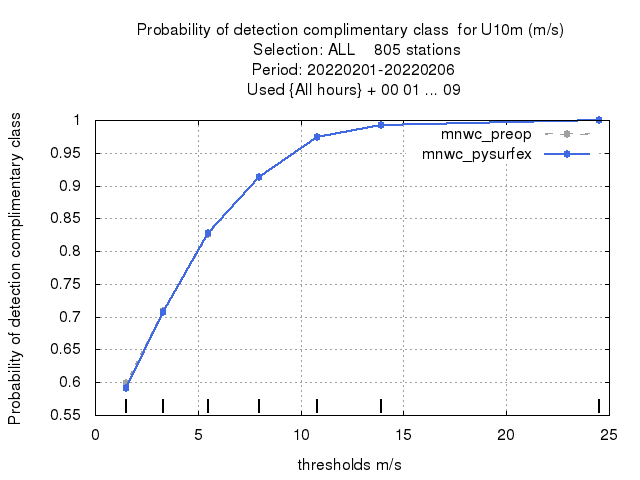 Probability of detection complimentary class  for U10m (m/s)
Selection: ALL    805 stations
Period: 20220201-20220206
Used {All hours} + 00 01 ... 09
Probability of detection complimentary class
1
0.95
0.9
0.85
0.8
0.75
0.7
0.65
0.6
0.55
mnwc_preop
mnwc_pysurfex
0 5 10 15 20 25
thresholds m/s